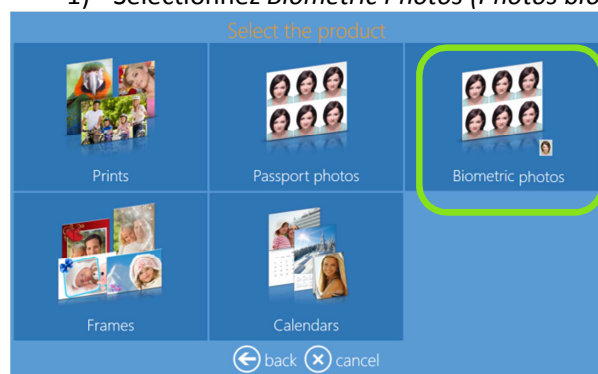 1) Sélectionnez Biometric Photos (Photos bio
Select the product
Prints
Passport photos
Biometric photos
Frames
Calendars
back cancel